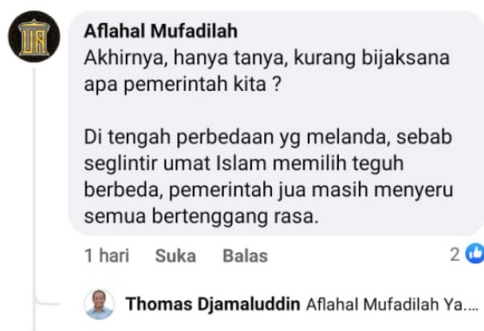 Aflahal Mufadilah
Akhirnya, hanya tanya, kurang bijaksana
apa pemerintah kita ?
Di tengah perbedaan yg melanda, sebab
seglintir umat Islam memilih teguh
berbeda, pemerintah jua masih menyeru
semua bertenggang rasa.
1 hari Suka Balas 2
Thomas Djamaluddin Aflahal Mufadilah Ya....